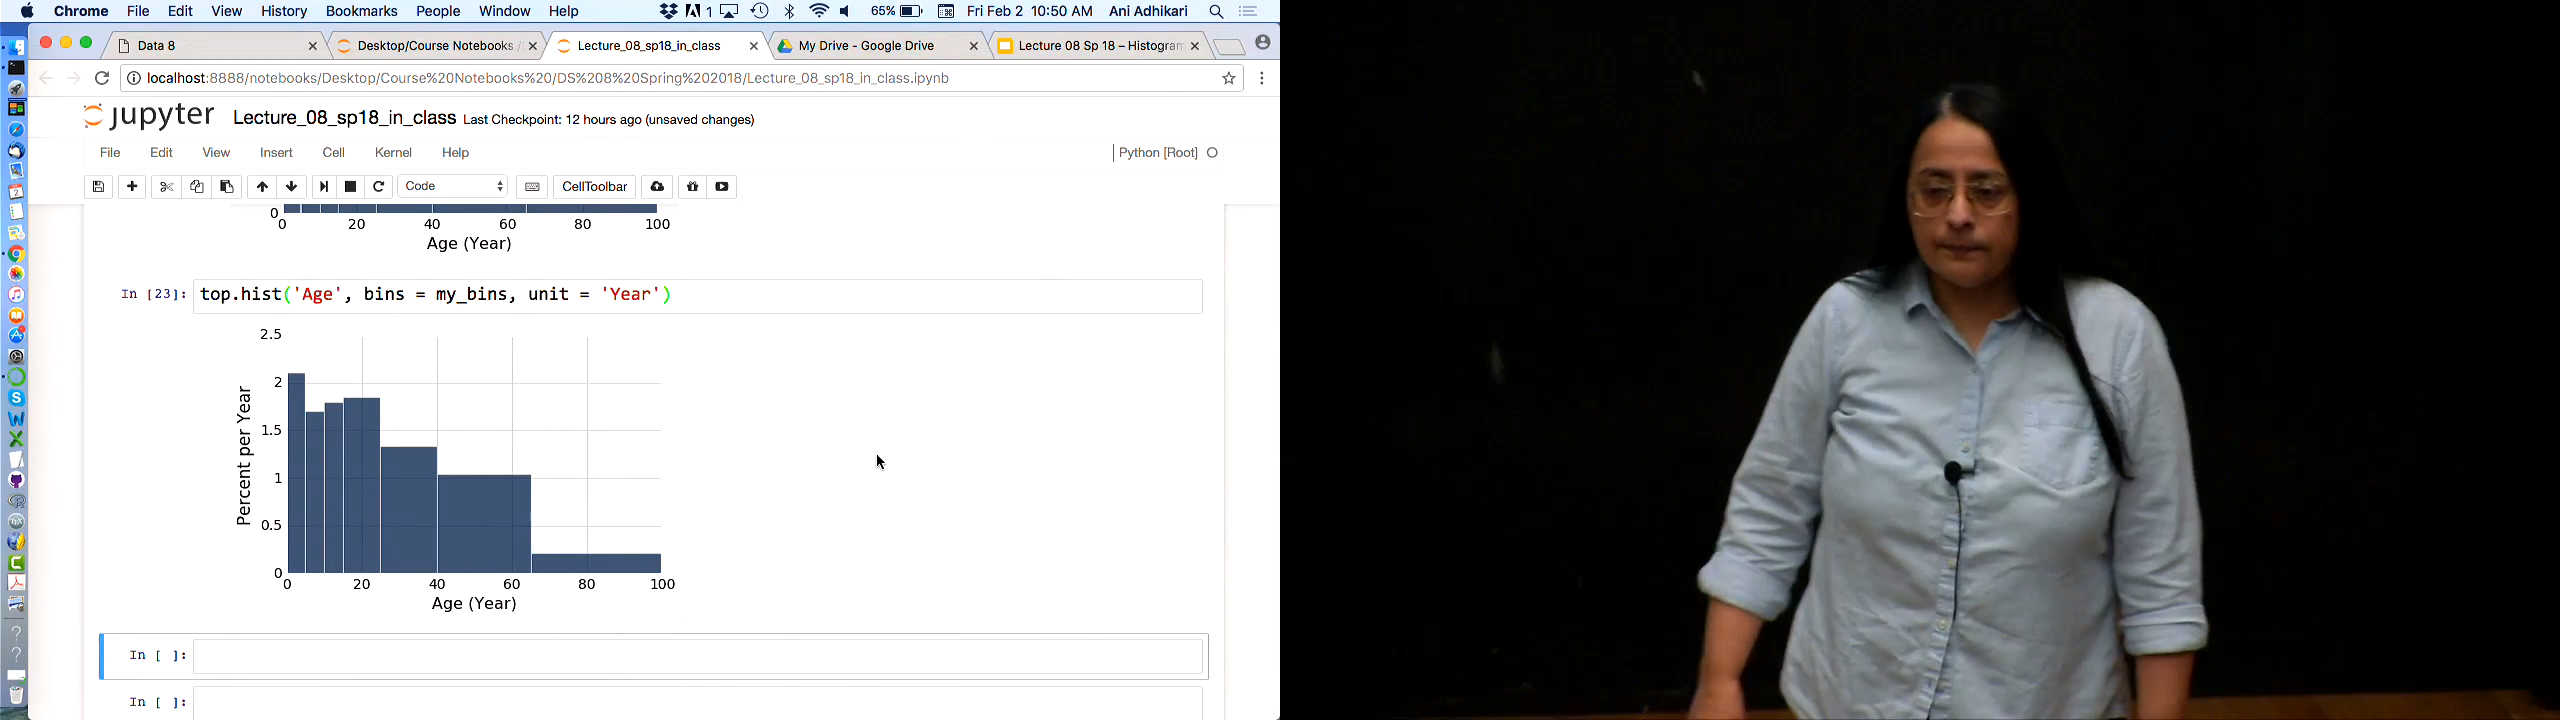 Chrome File Edit View History Bookmarks People Window Help 1 65% Fri Feb 2 10:50 AM Ani Adhikari
Data 8 Desktop/Course Notebooks / Lecture_08_sp18_in_class My Drive - Google Drive Lecture 08 Sp 18 – Histogram
localhost:8888/notebooks/Desktop/Course%20Notebooks%20/DS%208%20Spring%202018/Lecture_08_sp18_in_class.ipynb
jupyter Lecture_08_sp18_in_class Last Checkpoint: 12 hours ago (unsaved changes)
File Edit View Insert Cell Kernel Help Python [Root]
Code CellToolbar
0
0 20 40 60 80 100
Age (Year)
In [23]: top.hist('Age', bins = my_bins, unit = 'Year')
2.5
2
1.5
1
0.5
0
Percent per Year
0 20 40 60 80 100
Age (Year)
In [ ]:
In [ ]: